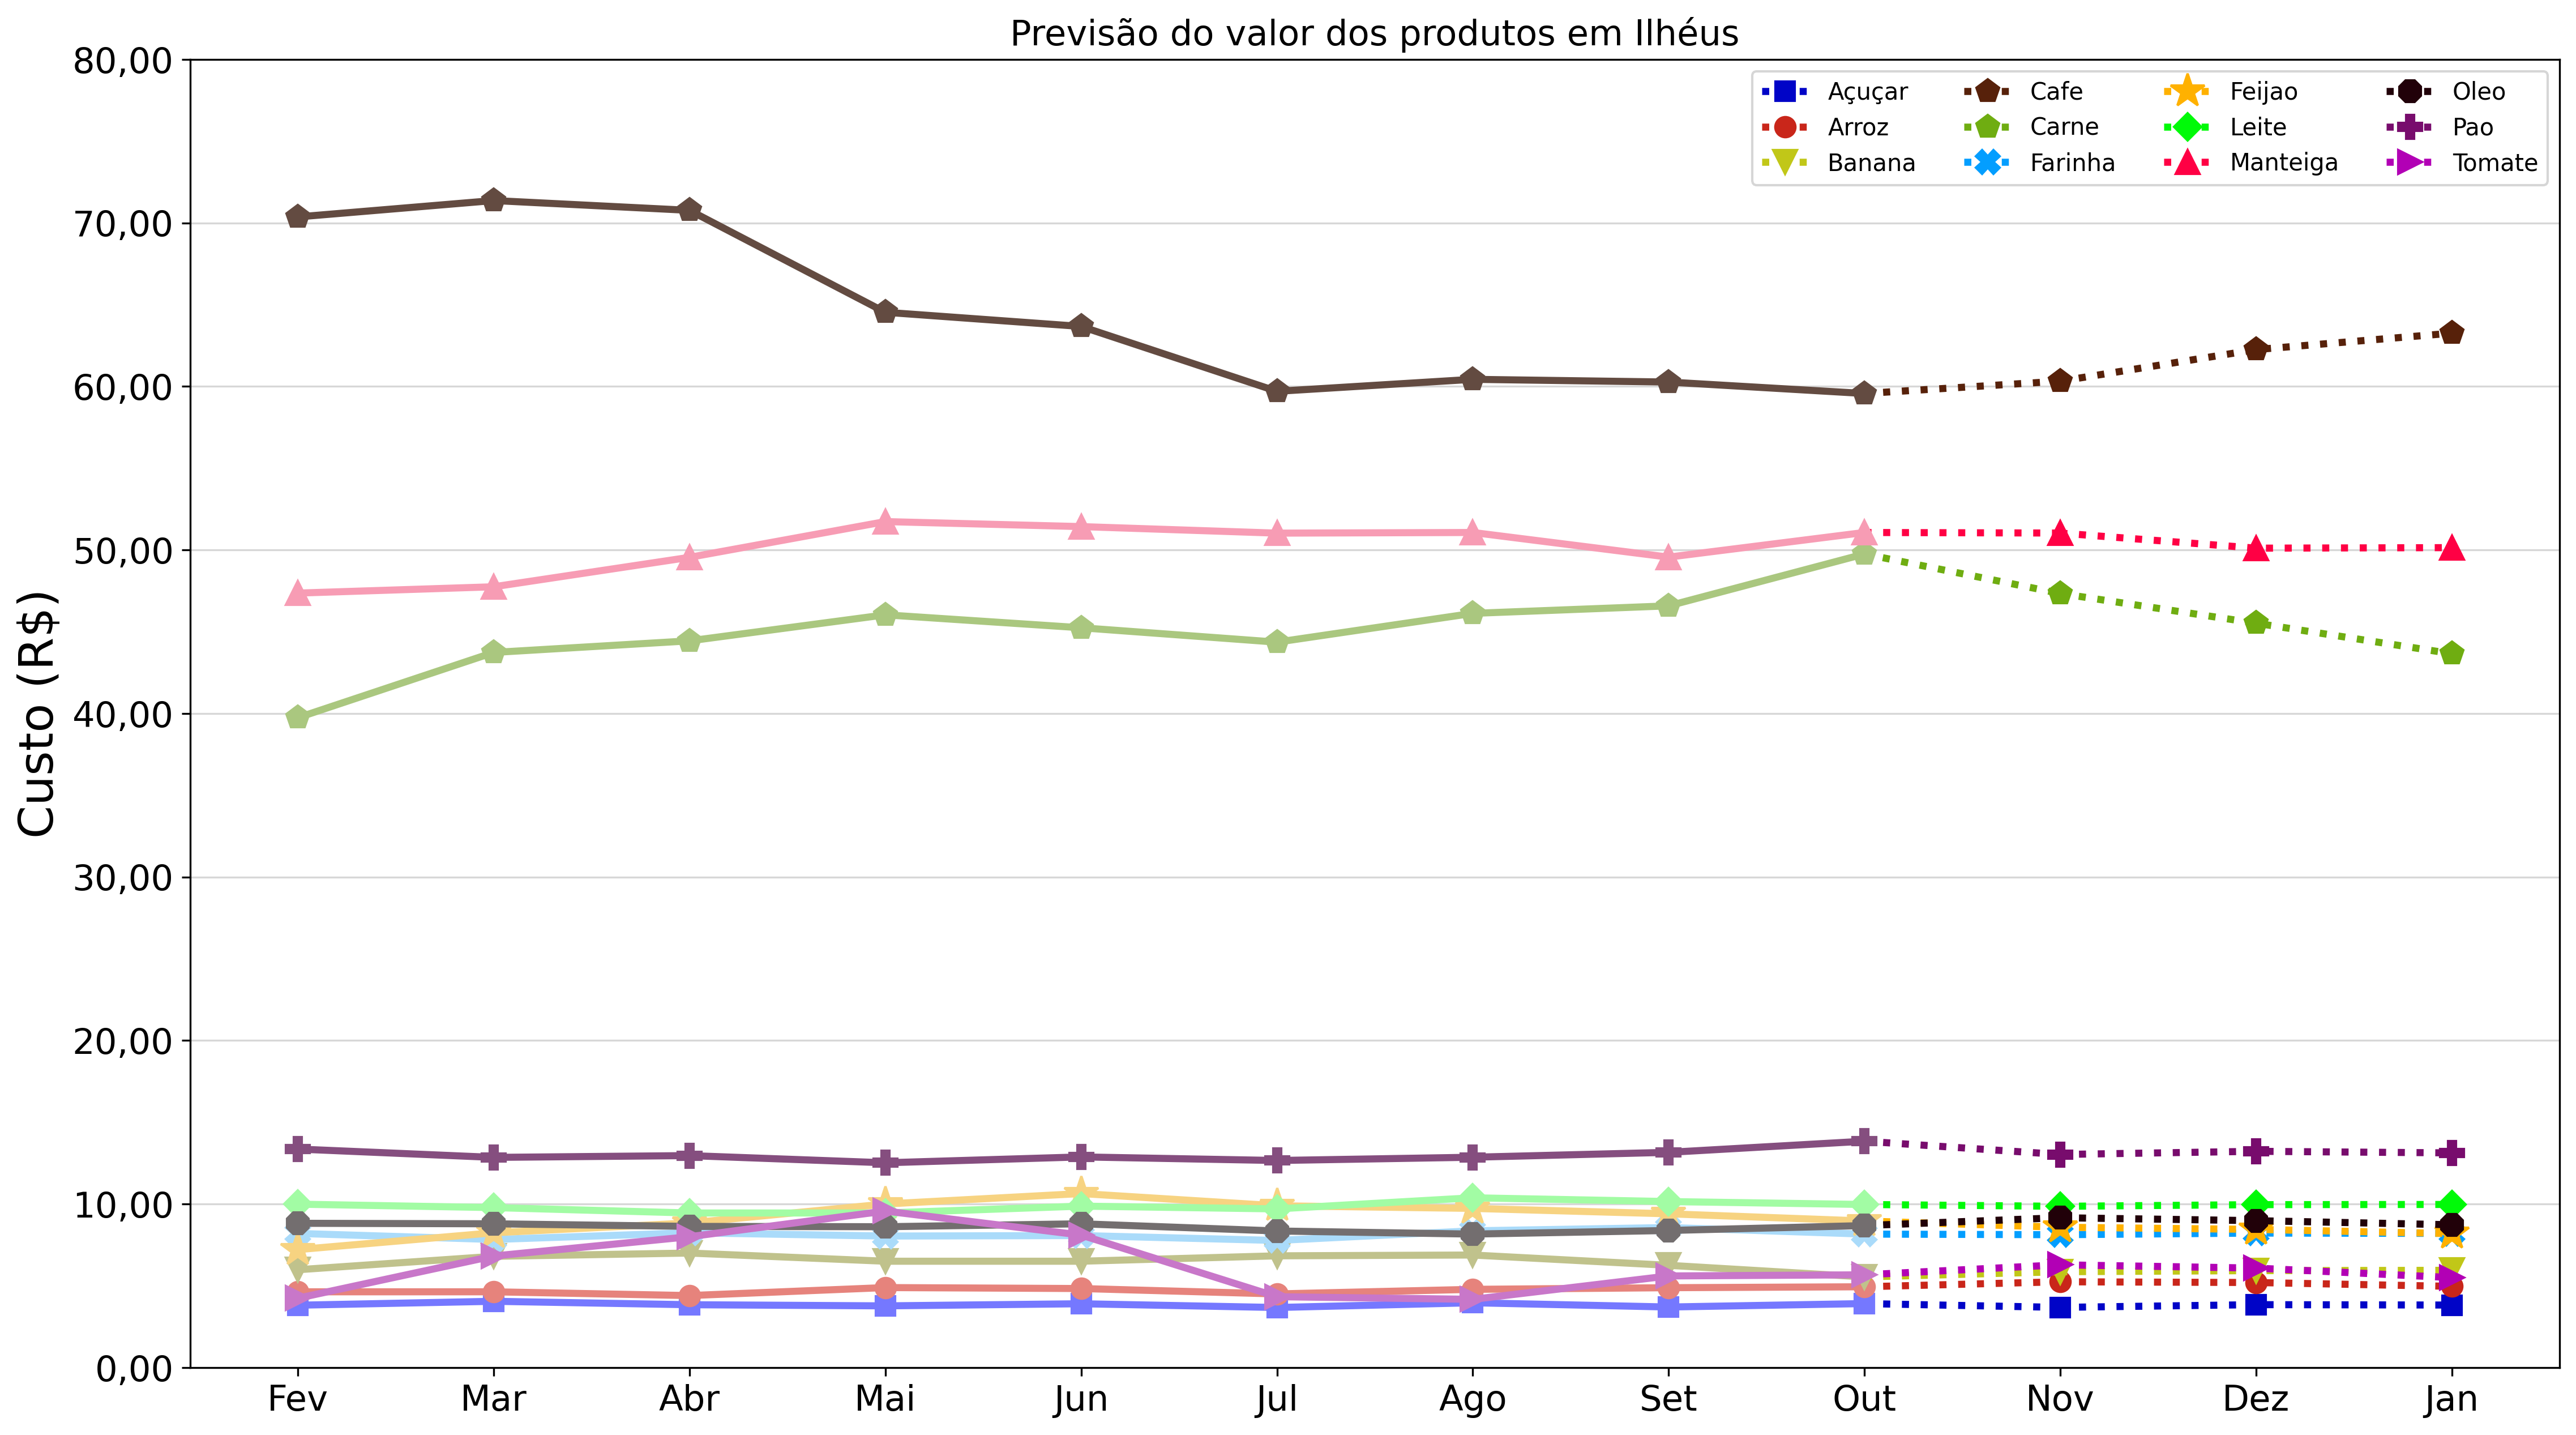 Previsão do valor dos produtos em Ilhéus
80,00
70,00
60,00
50,00
40,00
30,00
20,00
10,00
0,00
Custo (R$)
Açuçar Cafe Feijao Oleo
Arroz Carne Leite Pao
Banana Farinha Manteiga Tomate
Fev Mar Abr Mai Jun Jul Ago Set Out Nov Dez Jan